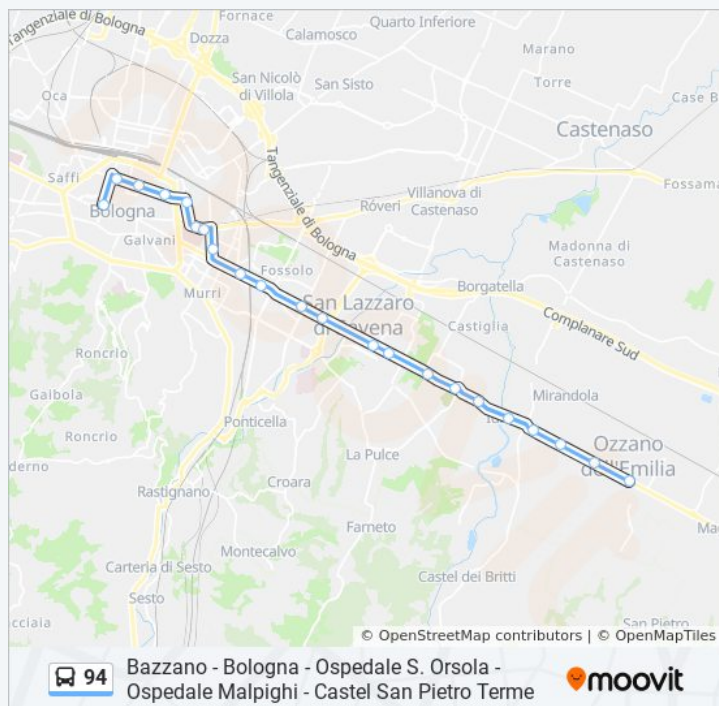 Tangenziale di Bologna
Fornace
Quarto Inferiore
Dozza
Calamosco
Marano
San Nicolò
di Villola
San Sisto
Torre
Oca
Case B
Castenaso
Saffi
Tangenziale di Bologna
Fossama
Villanova di
Castenaso
Bologna
Róveri
Galvani
Madonna di
Castenaso
Fossolo
Murri
Borgatella
San Lazzaro
di Savena
Castiglia
Complanare Sud
Roncrio
Gaibola
Mirandola
Ponticella
Roncrio
Ozzano
dell'Emilia
derno
La Pulce
Croara
Rastignano
Farneto
Montecalvo
Carteria di Sesto
Castel dei Britti
Sesto
San Pietro
cciaia
© OpenStreetMap contributors | © OpenMapTiles
94
Bazzano - Bologna - Ospedale S. Orsola -
Ospedale Malpighi - Castel San Pietro Terme
moovit